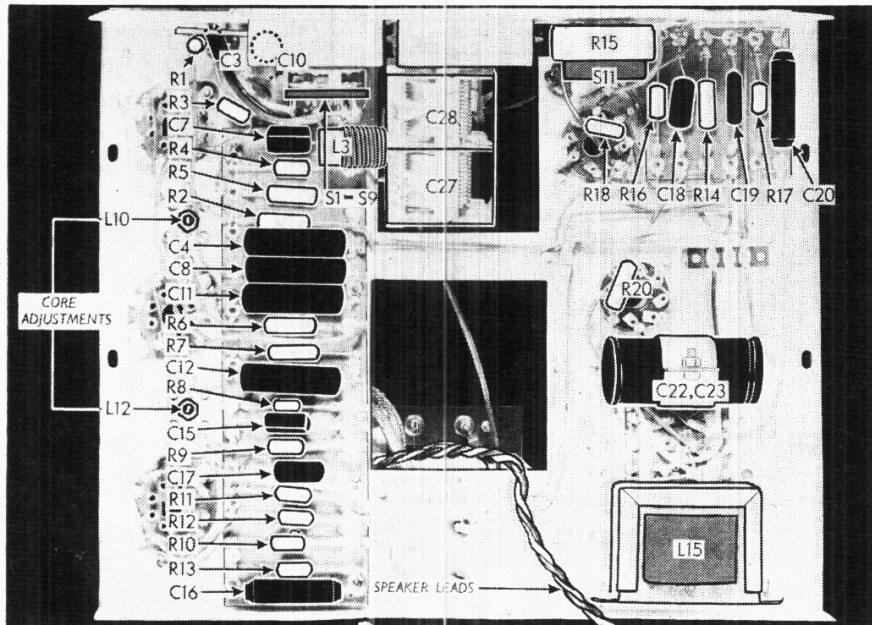 R1
C3
C10
R3
C7
R4
R5
R2
L10
C4
C8
CORE
ADJUSTMENTS
C11
R6
R7
C12
R8
L12
C15
R9
C17
R11
R12
R10
R13
C16
L3
S1-S9
C28
C27
R15
S11
R18
R16
C18
R14
C19
R17
C20
R20
C22,C23
L15
SPEAKER LEADS